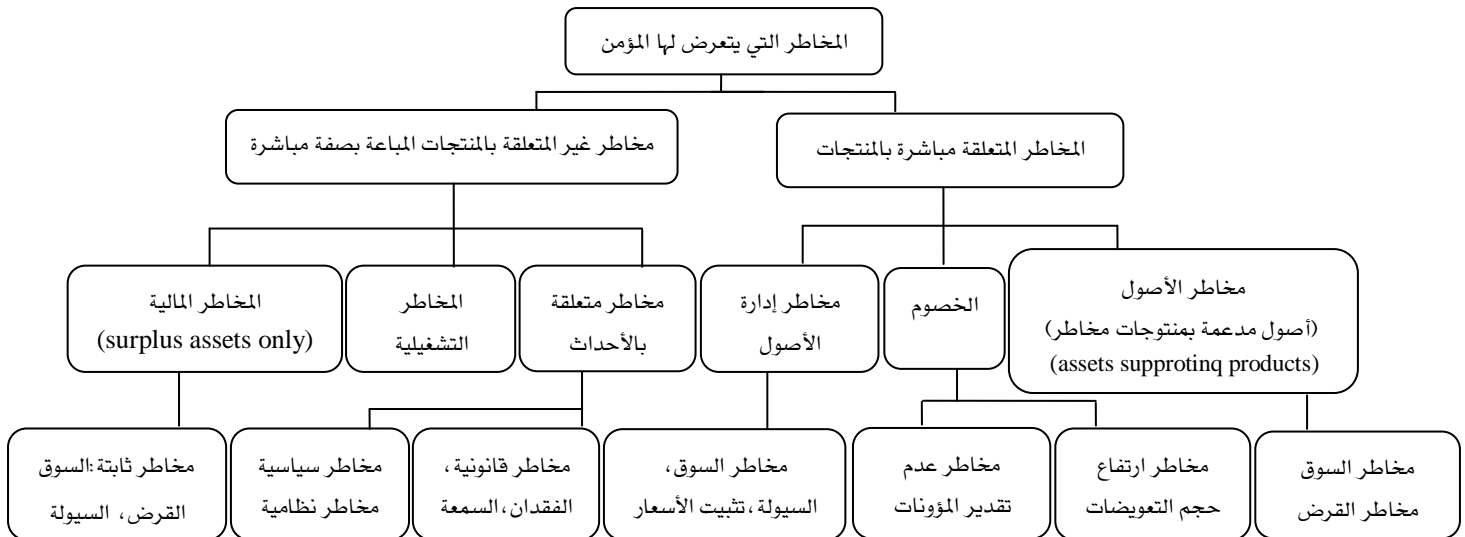 المخاطر التي يتعرض لها المؤمن
المخاطر المتعلقة مباشرة بالمنتجات
مخاطر غير المتعلقة بالمنتجات المباعة بصفة مباشرة
مخاطر الأصول
(أصول مدعمة بمنتوجات مخاطر)
(assets supprotinq products)
الخصوم
مخاطر إدارة
الأصول
مخاطر متعلقة
بالأحداث
المخاطر
التشغيلية
المخاطر المالية
(surplus assets only)
مخاطر السوق
مخاطر القرض
مخاطر ارتفاع
حجم التعويضات
مخاطر عدم
تقدير المؤونات
مخاطر السوق،
السيولة، تثبيت الأسعار
مخاطر قانونية،
الفقدان، السمعة
مخاطر سياسية
مخاطر نظامية
مخاطر ثابتة:السوق
القرض، السيولة